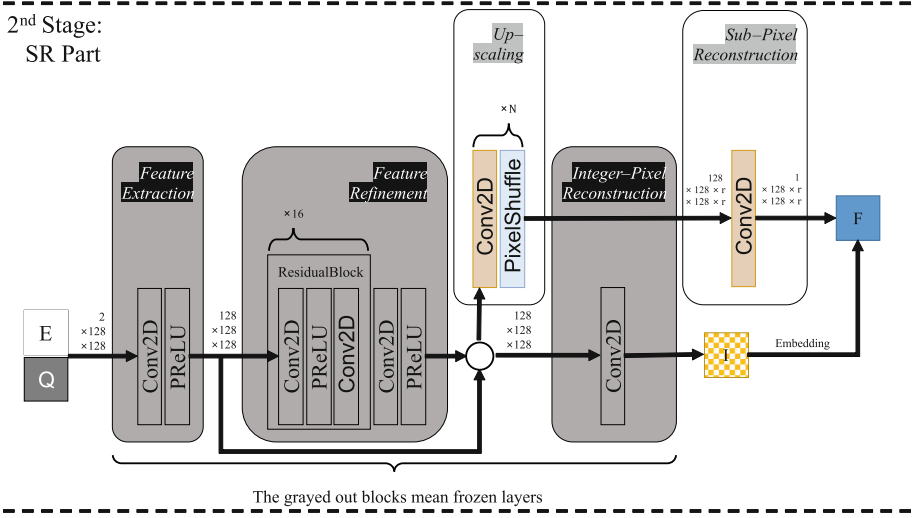 2nd Stage:
SR Part
Up–
scaling
Sub–Pixel
Reconstruction
×N
Feature
Extraction
Feature
Refinement
Integer–Pixel
Reconstruction
×16
ResidualBlock
Conv2D
PixelShuffle
128
×128 × r
×128 × r
Conv2D
1
×128 × r
×128 × r
F
E
Q
2
×128
×128
Conv2D
PReLU
128
×128
×128
Conv2D
PReLU
Conv2D
Conv2D
PReLU
128
×128
×128
Conv2D
I
Embedding
The grayed out blocks mean frozen layers